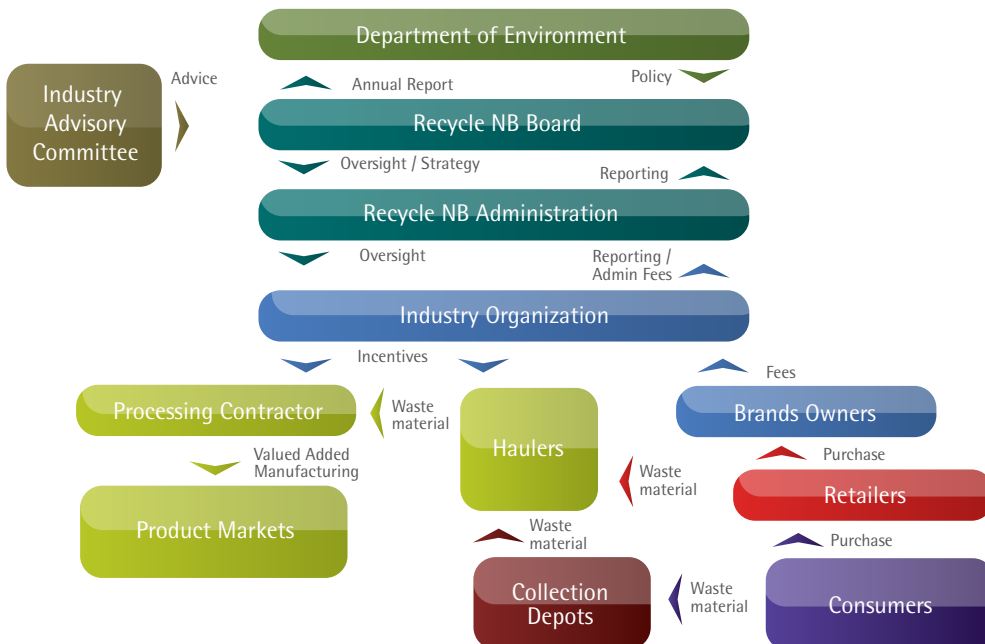 Department of Environment
Advice
Industry
Advisory
Committee
Annual Report
Policy
Recycle NB Board
Oversight / Strategy
Reporting
Recycle NB Administration
Oversight
Reporting /
Admin Fees
Industry Organization
Incentives
Fees
Processing Contractor
Waste
material
Haulers
Brands Owners
Valued Added
Manufacturing
Purchase
Waste
material
Retailers
Product Markets
Waste
material
Purchase
Collection
Depots
Waste
material
Consumers